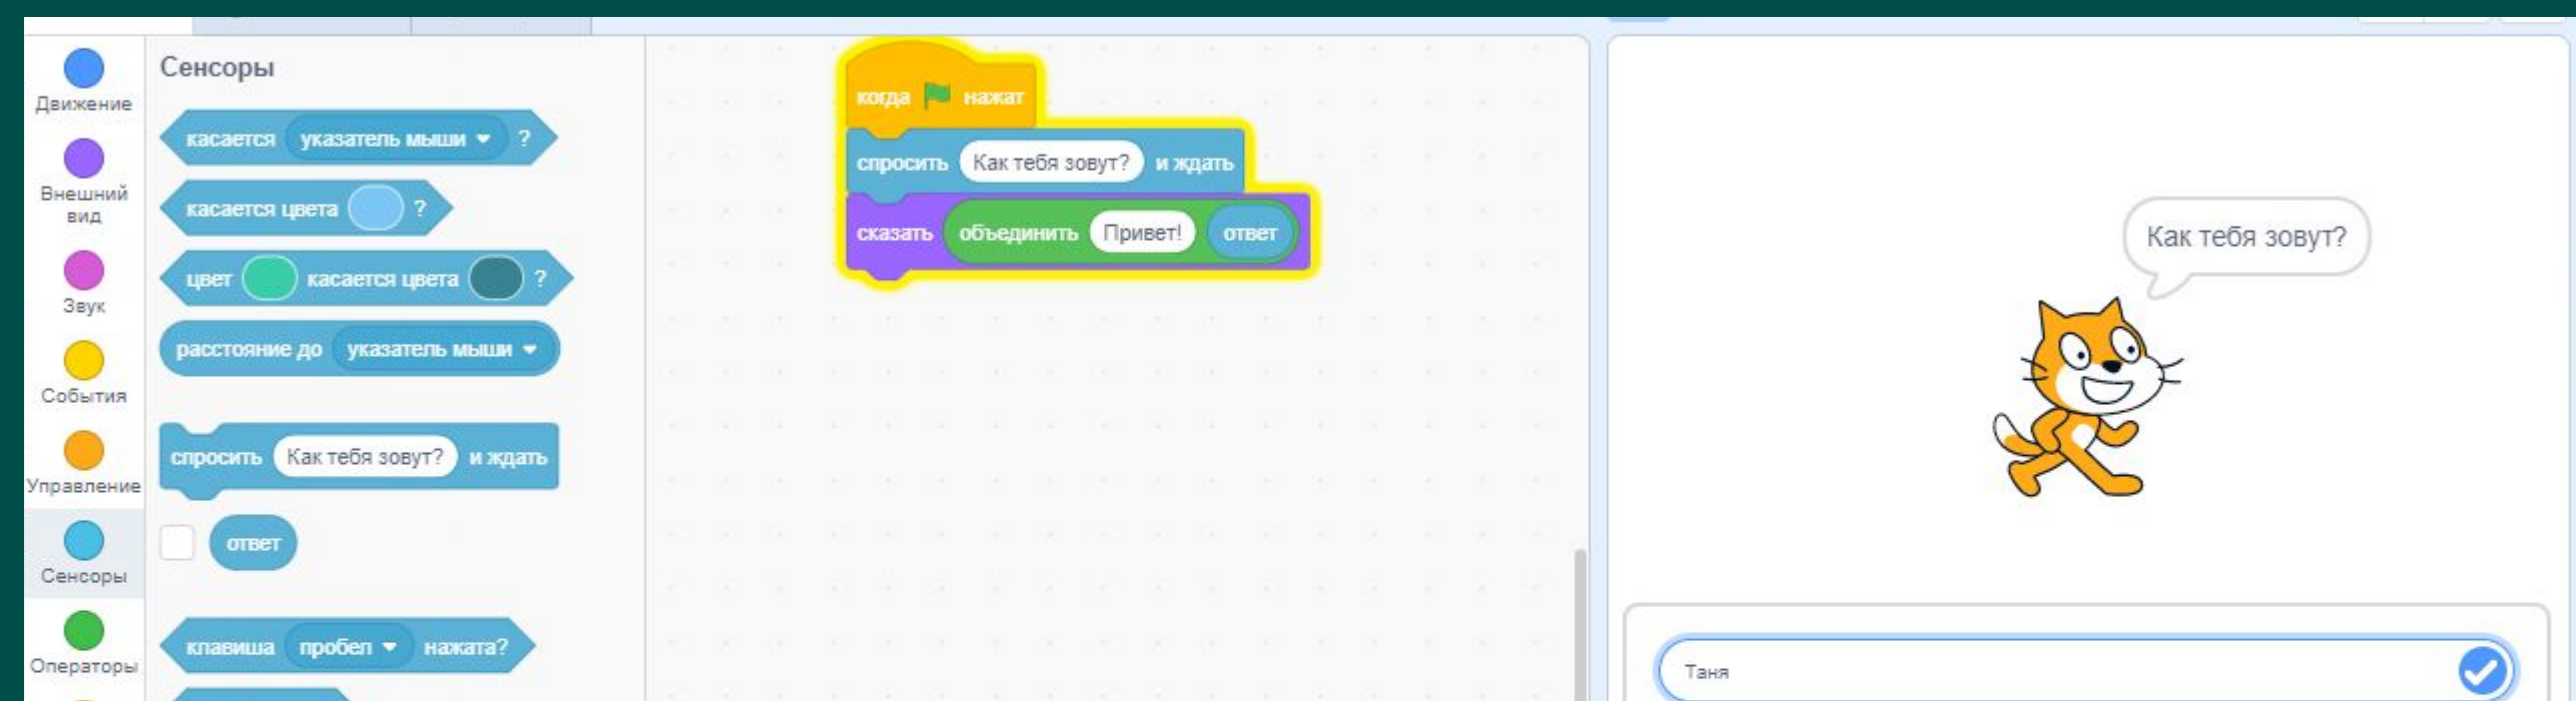 Движение
Внешний
вид
Звук
События
Управление
Сенсоры
Операторы
Сенсоры
касается указатель мыши ?
касается цвета ?
цвет касается цвета ?
расстояние до указатель мыши
спросить Как тебя зовут? и ждать
ответ
клавиша пробел нажата?
когда нажат
спросить Как тебя зовут? и ждать
сказать объединить Привет! ответ
Как тебя зовут?
Таня